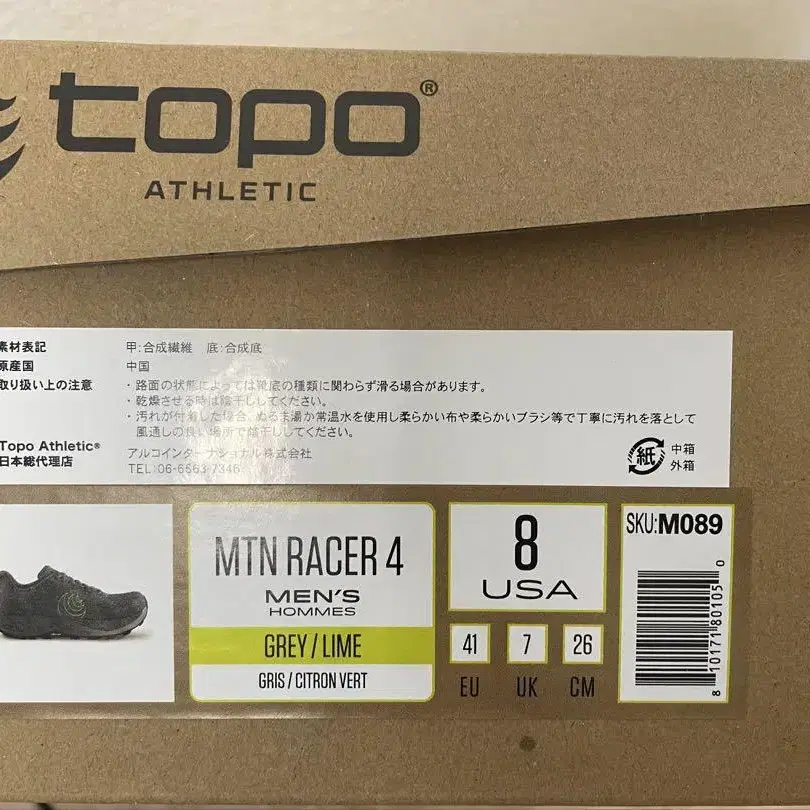 topo®
ATHLETIC
素材表記 甲:合成繊維 底:合成底
原産国 中国
取り扱い上の注意 ・路面の状態によっては靴底の種類に関わらず滑る場合があります。
・乾燥させる時は陰干ししてください。
・汚れが付着した場合、ぬるま湯か常温水を使用し柔らかい布や柔らかいブラシ等で丁寧に汚れを落として
風通しの良い場所で陰干ししてください。
Topo Athletic®
日本総代理店
アルコインターナショナル株式会社
TEL:06-6563-7346
紙
中箱
外箱
MTN RACER 4
MEN'S
HOMMES
GREY / LIME
GRIS / CITRON VERT
8
USA
41 7 26
EU UK CM
SKU:M089
8 10171 80105 0